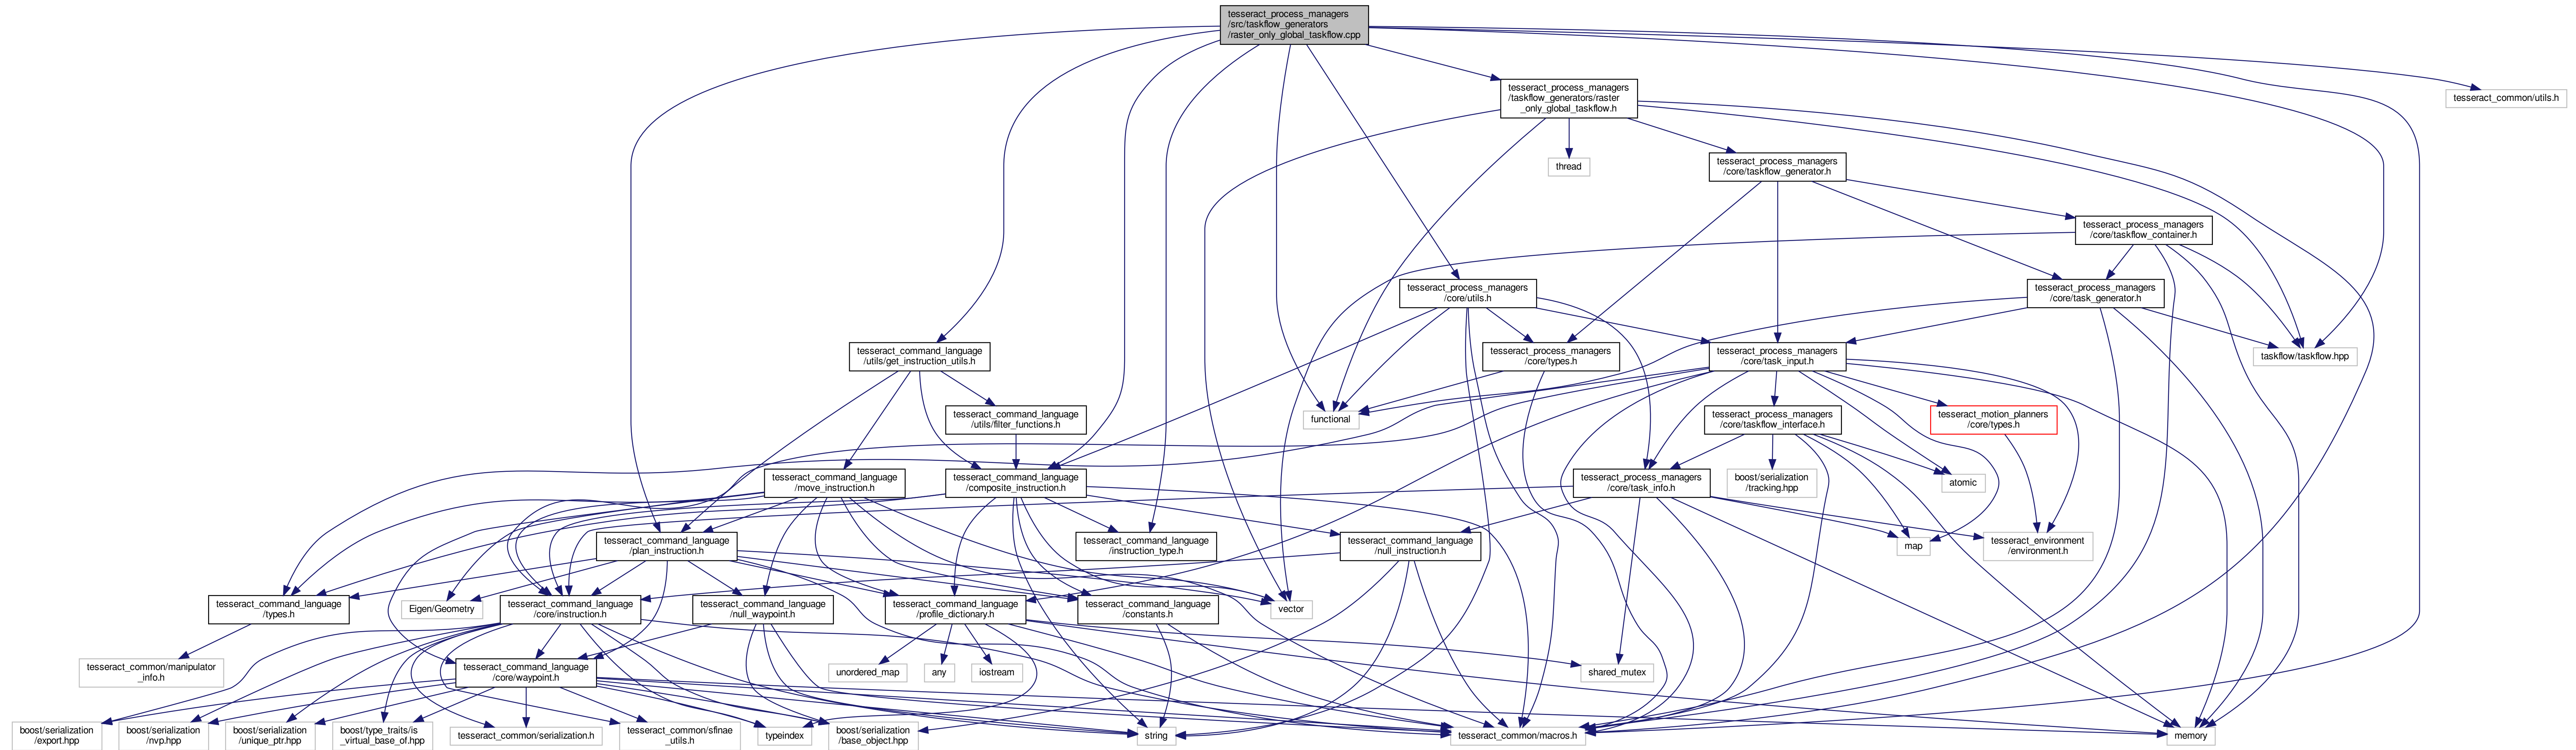 tesseract_process_managers
/src/taskflow_generators
/raster_only_global_taskflow.cpp
tesseract_process_managers
/taskflow_generators/raster
_only_global_taskflow.h
tesseract_common/utils.h
thread
tesseract_process_managers
/core/taskflow_generator.h
tesseract_process_managers
/core/taskflow_container.h
tesseract_process_managers
/core/utils.h
tesseract_process_managers
/core/task_generator.h
tesseract_command_language
/utils/get_instruction_utils.h
tesseract_process_managers
/core/types.h
tesseract_process_managers
/core/task_input.h
taskflow/taskflow.hpp
tesseract_command_language
/utils/filter_functions.h
functional
tesseract_process_managers
/core/taskflow_interface.h
tesseract_motion_planners
/core/types.h
tesseract_command_language
/move_instruction.h
tesseract_command_language
/composite_instruction.h
tesseract_process_managers
/core/task_info.h
boost/serialization
/tracking.hpp
atomic
tesseract_command_language
/plan_instruction.h
tesseract_command_language
/instruction_type.h
tesseract_command_language
/null_instruction.h
map
tesseract_environment
/environment.h
tesseract_command_language
/types.h
Eigen/Geometry
tesseract_command_language
/core/instruction.h
tesseract_command_language
/null_waypoint.h
tesseract_command_language
/profile_dictionary.h
tesseract_command_language
/constants.h
vector
tesseract_common/manipulator
_info.h
tesseract_command_language
/core/waypoint.h
unordered_map
any
iostream
shared_mutex
boost/serialization
/export.hpp
boost/serialization
/nvp.hpp
boost/serialization
/unique_ptr.hpp
boost/type_traits/is
_virtual_base_of.hpp
tesseract_common/serialization.h
tesseract_common/sfinae
_utils.h
typeindex
boost/serialization
/base_object.hpp
string
tesseract_common/macros.h
memory